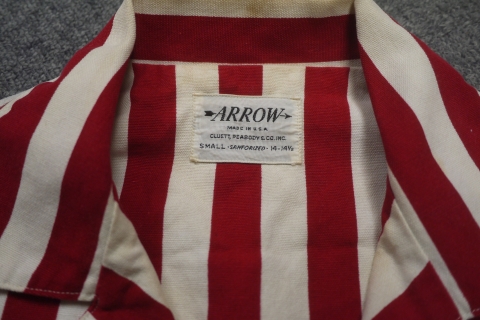 ARROW
MADE IN U.S.A.
CLUETT, PEABODY & CO. INC.
SMALL - SANFORIZED - 14-14½